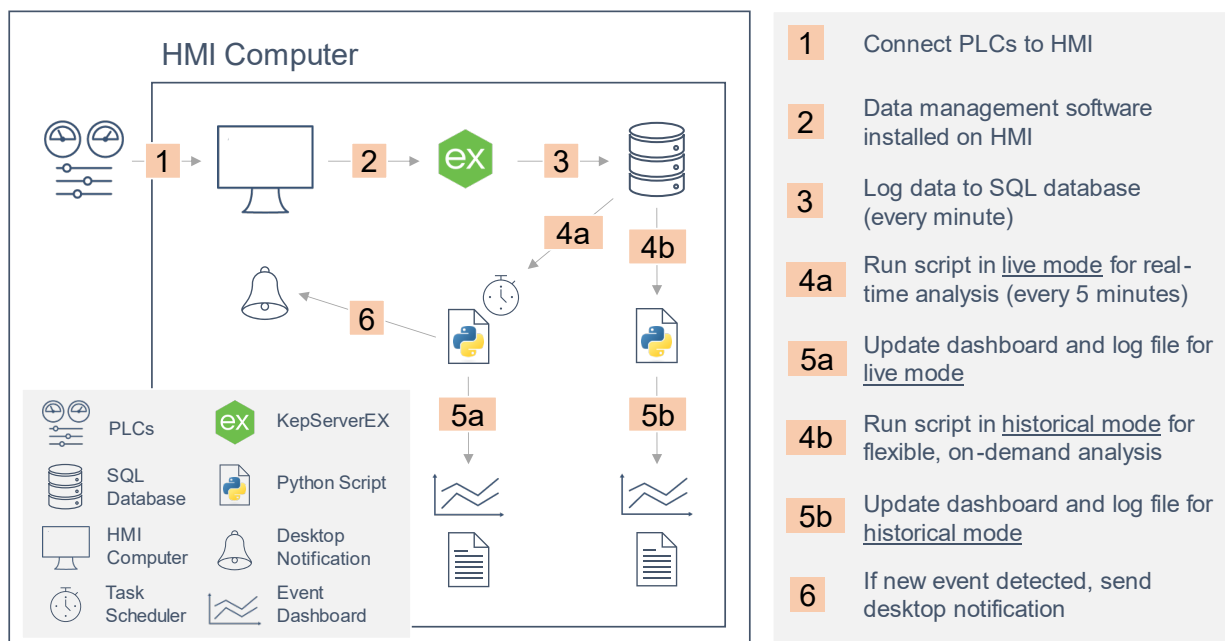 HMI Computer
1
2
ex
3
4a
4b
6
5a
5b
PLCs
ex
KepServerEX
SQL
Database
Python Script
HMI
Computer
Desktop
Notification
Task
Scheduler
Event
Dashboard
1
Connect PLCs to HMI
2
Data management software
installed on HMI
3
Log data to SQL database
(every minute)
4a
Run script in live mode for real-
time analysis (every 5 minutes)
5a
Update dashboard and log file for
live mode
4b
Run script in historical mode for
flexible, on-demand analysis
5b
Update dashboard and log file for
historical mode
6
If new event detected, send
desktop notification